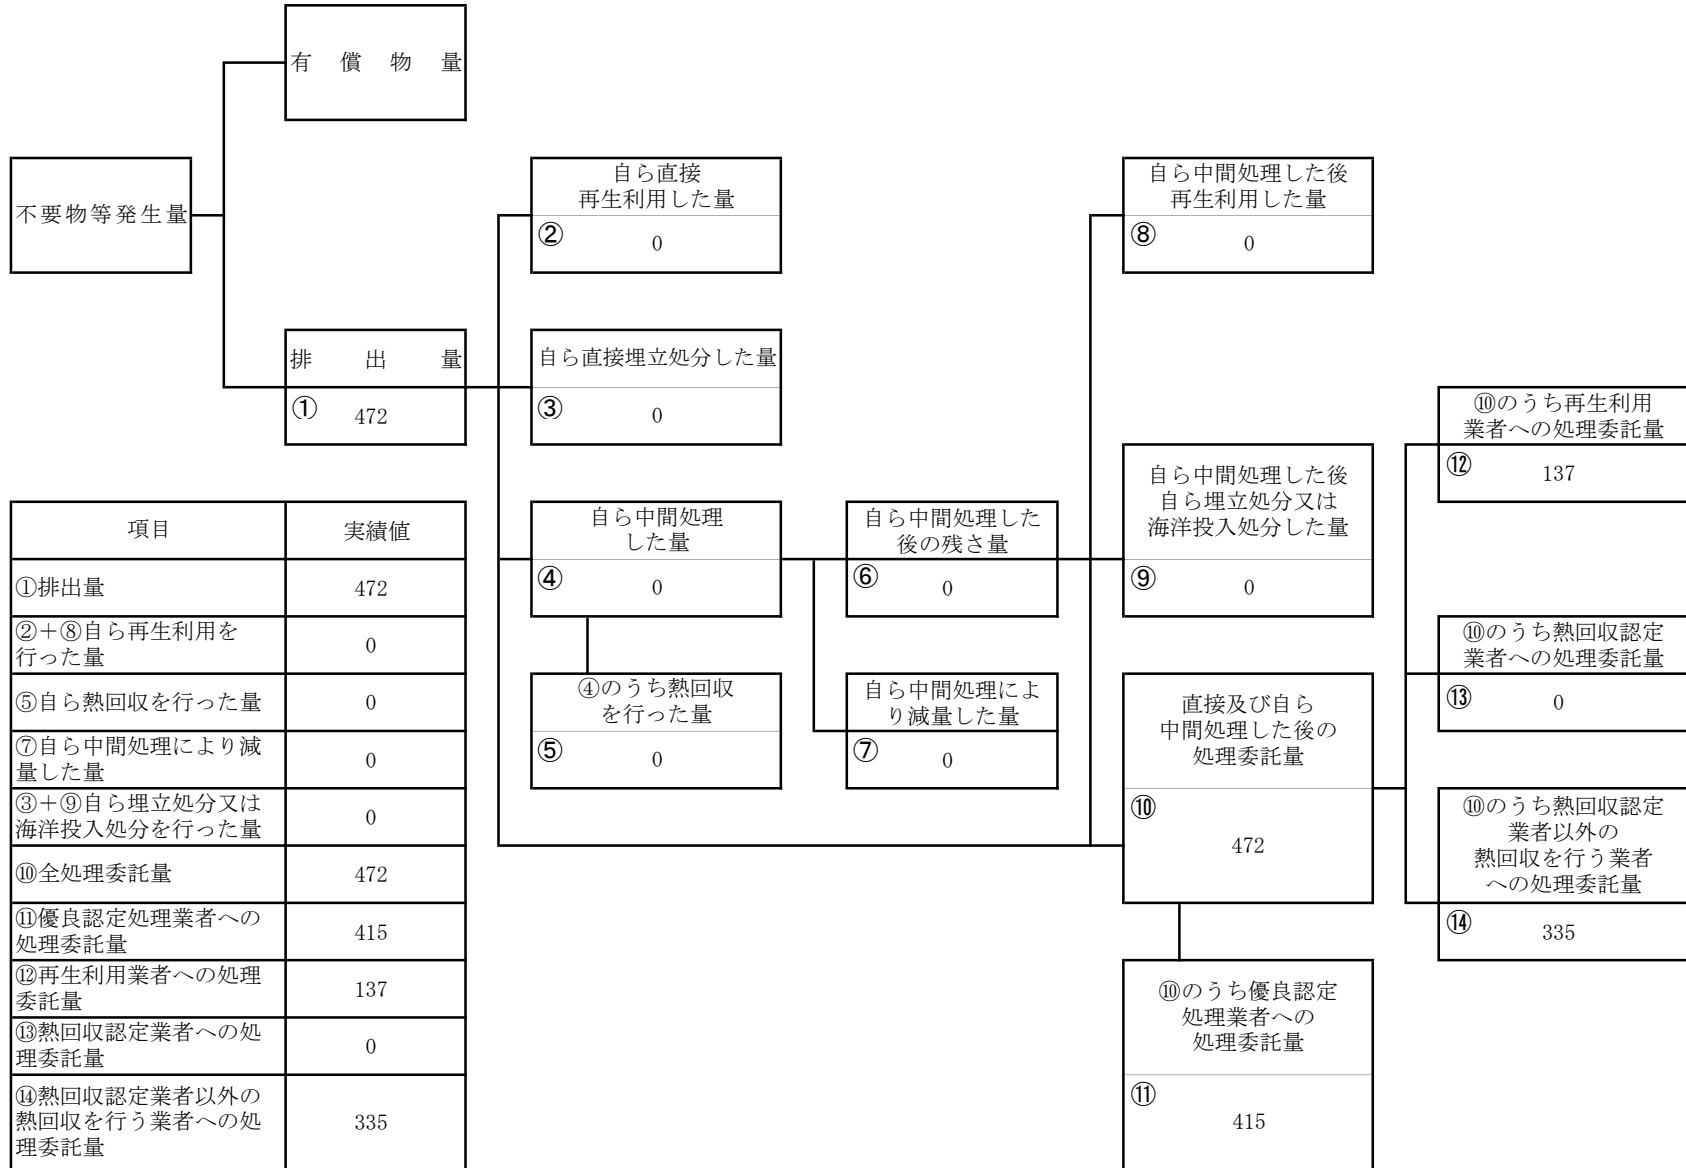 有償物量
不要物等発生量
排出量
① 472
自ら直接
再生利用した量
② 0
自ら直接埋立処分した量
③ 0
自ら中間処理
した量
④ 0
④のうち熱回収
を行った量
⑤ 0
自ら中間処理した
後の残さ量
⑥ 0
自ら中間処理によ
り減量した量
⑦ 0
自ら中間処理した後
再生利用した量
⑧ 0
自ら中間処理した後
自ら埋立処分又は
海洋投入処分した量
⑨ 0
直接及び自ら
中間処理した後の
処理委託量
⑩
472
⑩のうち優良認定
処理業者への
処理委託量
⑪
415
⑩のうち再生利用
業者への処理委託量
⑫ 137
⑩のうち熱回収認定
業者への処理委託量
⑬ 0
⑩のうち熱回収認定
業者以外の
熱回収を行う業者
への処理委託量
⑭ 335
項目 実績値
①排出量 472
②＋⑧自ら再生利用を
行った量 0
⑤自ら熱回収を行った量 0
⑦自ら中間処理により減
量した量 0
③＋⑨自ら埋立処分又は
海洋投入処分を行った量 0
⑩全処理委託量 472
⑪優良認定処理業者への
処理委託量 415
⑫再生利用業者への処理
委託量 137
⑬熱回収認定業者への処
理委託量 0
⑭熱回収認定業者以外の
熱回収を行う業者への処
理委託量 335